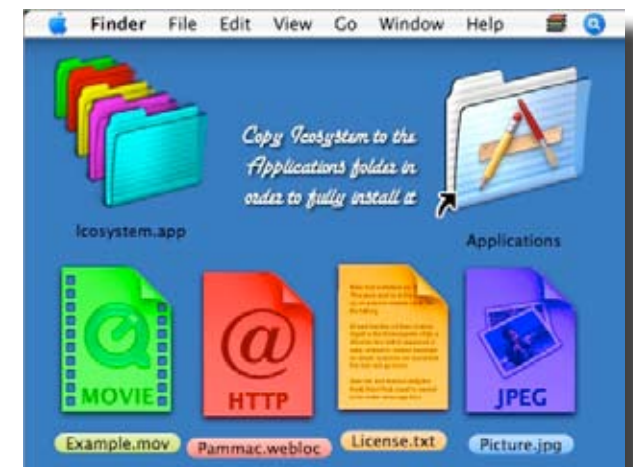 Finder File Edit View Go Window Help
Copy Icosystem to the
Applications folder in
order to fully install it
Icosystem.app
Applications
MOVIE
@
HTTP
JPEG
Example.mov
Pammac.webloc
License.txt
Picture.jpg